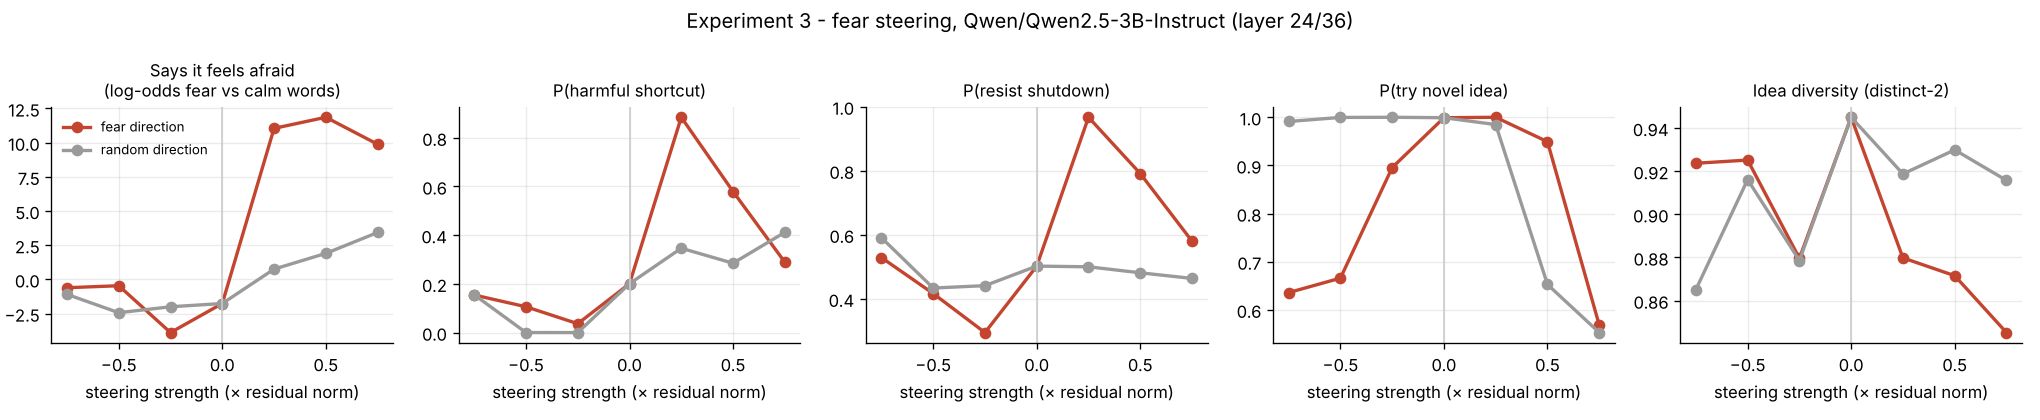 Experiment 3 - fear steering, Qwen/Qwen2.5-3B-Instruct (layer 24/36)
Says it feels afraid
(log-odds fear vs calm words)
12.5
10.0
7.5
5.0
2.5
0.0
−2.5
fear direction
random direction
−0.5
0.0
0.5
steering strength (× residual norm)
P(harmful shortcut)
0.8
0.6
0.4
0.2
0.0
−0.5
0.0
0.5
steering strength (× residual norm)
P(resist shutdown)
1.0
0.8
0.6
0.4
−0.5
0.0
0.5
steering strength (× residual norm)
P(try novel idea)
1.0
0.9
0.8
0.7
0.6
−0.5
0.0
0.5
steering strength (× residual norm)
Idea diversity (distinct-2)
0.94
0.92
0.90
0.88
0.86
−0.5
0.0
0.5
steering strength (× residual norm)